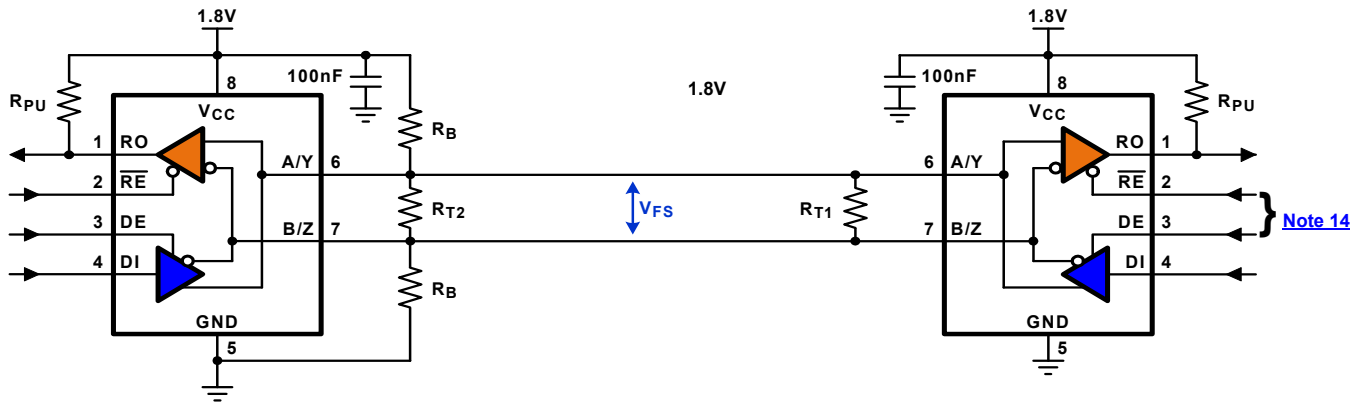 1.8V
1.8V
100nF
8
1.8V
100nF
8
RPU
VCC
RB
VCC
RPU
1 RO
A/Y 6
6 A/Y
RO 1
2 RE
RE 2
RT2
VFS
RT1
3 DE
B/Z 7
7 B/Z
DE 3
Note 14
4 DI
DI 4
RB
GND
GND
5
5